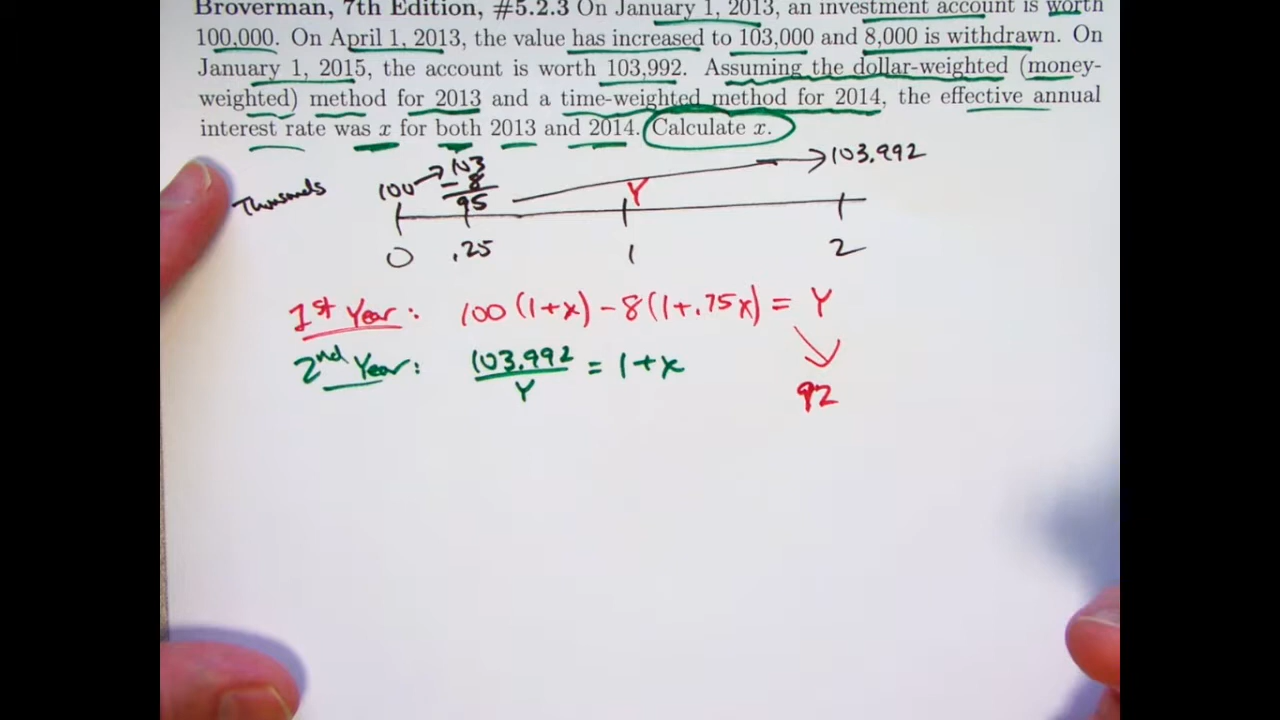 Broverman, 7th Edition, #5.2.3 On January 1, 2013, an investment account is worth
100,000. On April 1, 2013, the value has increased to 103,000 and 8,000 is withdrawn. On
January 1, 2015, the account is worth 103,992. Assuming the dollar-weighted (money-
weighted) method for 2013 and a time-weighted method for 2014, the effective annual
interest rate was x for both 2013 and 2014. Calculate x.
Thousands
100 → 103
- 8
95
Y
→ 103.992
0 .25 1 2
1st Year: 100 (1+x) - 8 (1+.75x) = Y
2nd Year: 103.992 / Y = 1+x
92